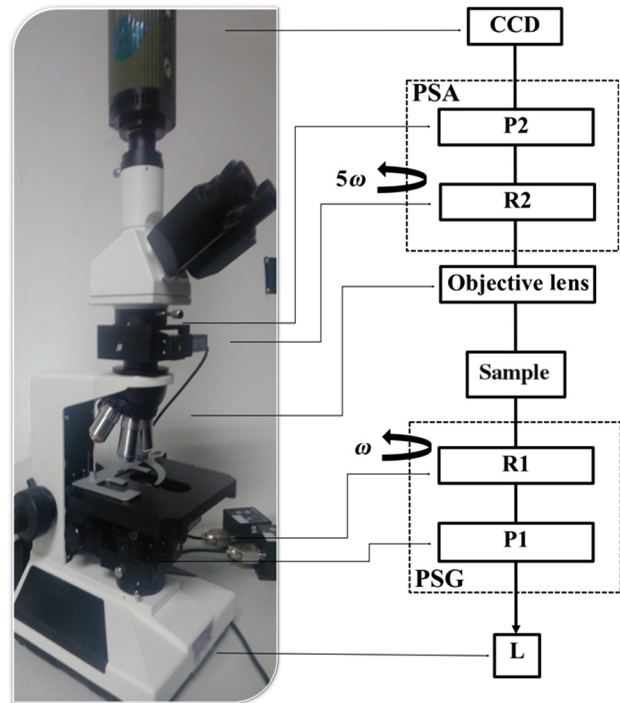 CCD
PSA
P2
5ω
R2
Objective lens
Sample
ω
R1
P1
PSG
L